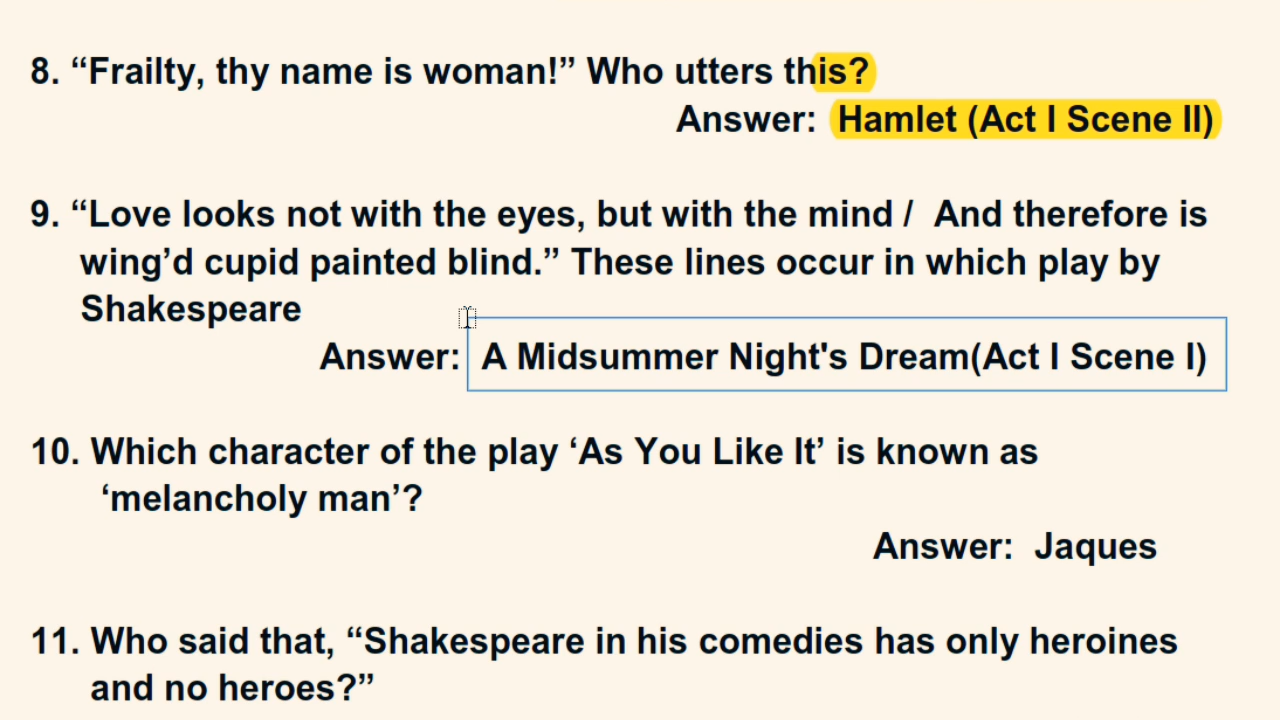 8. “Frailty, thy name is woman!” Who utters this?
Answer: Hamlet (Act I Scene II)
9. “Love looks not with the eyes, but with the mind / And therefore is
wing’d cupid painted blind.” These lines occur in which play by
Shakespeare
Answer: A Midsummer Night's Dream(Act I Scene I)
10. Which character of the play ‘As You Like It’ is known as
‘melancholy man’?
Answer: Jaques
11. Who said that, “Shakespeare in his comedies has only heroines
and no heroes?”